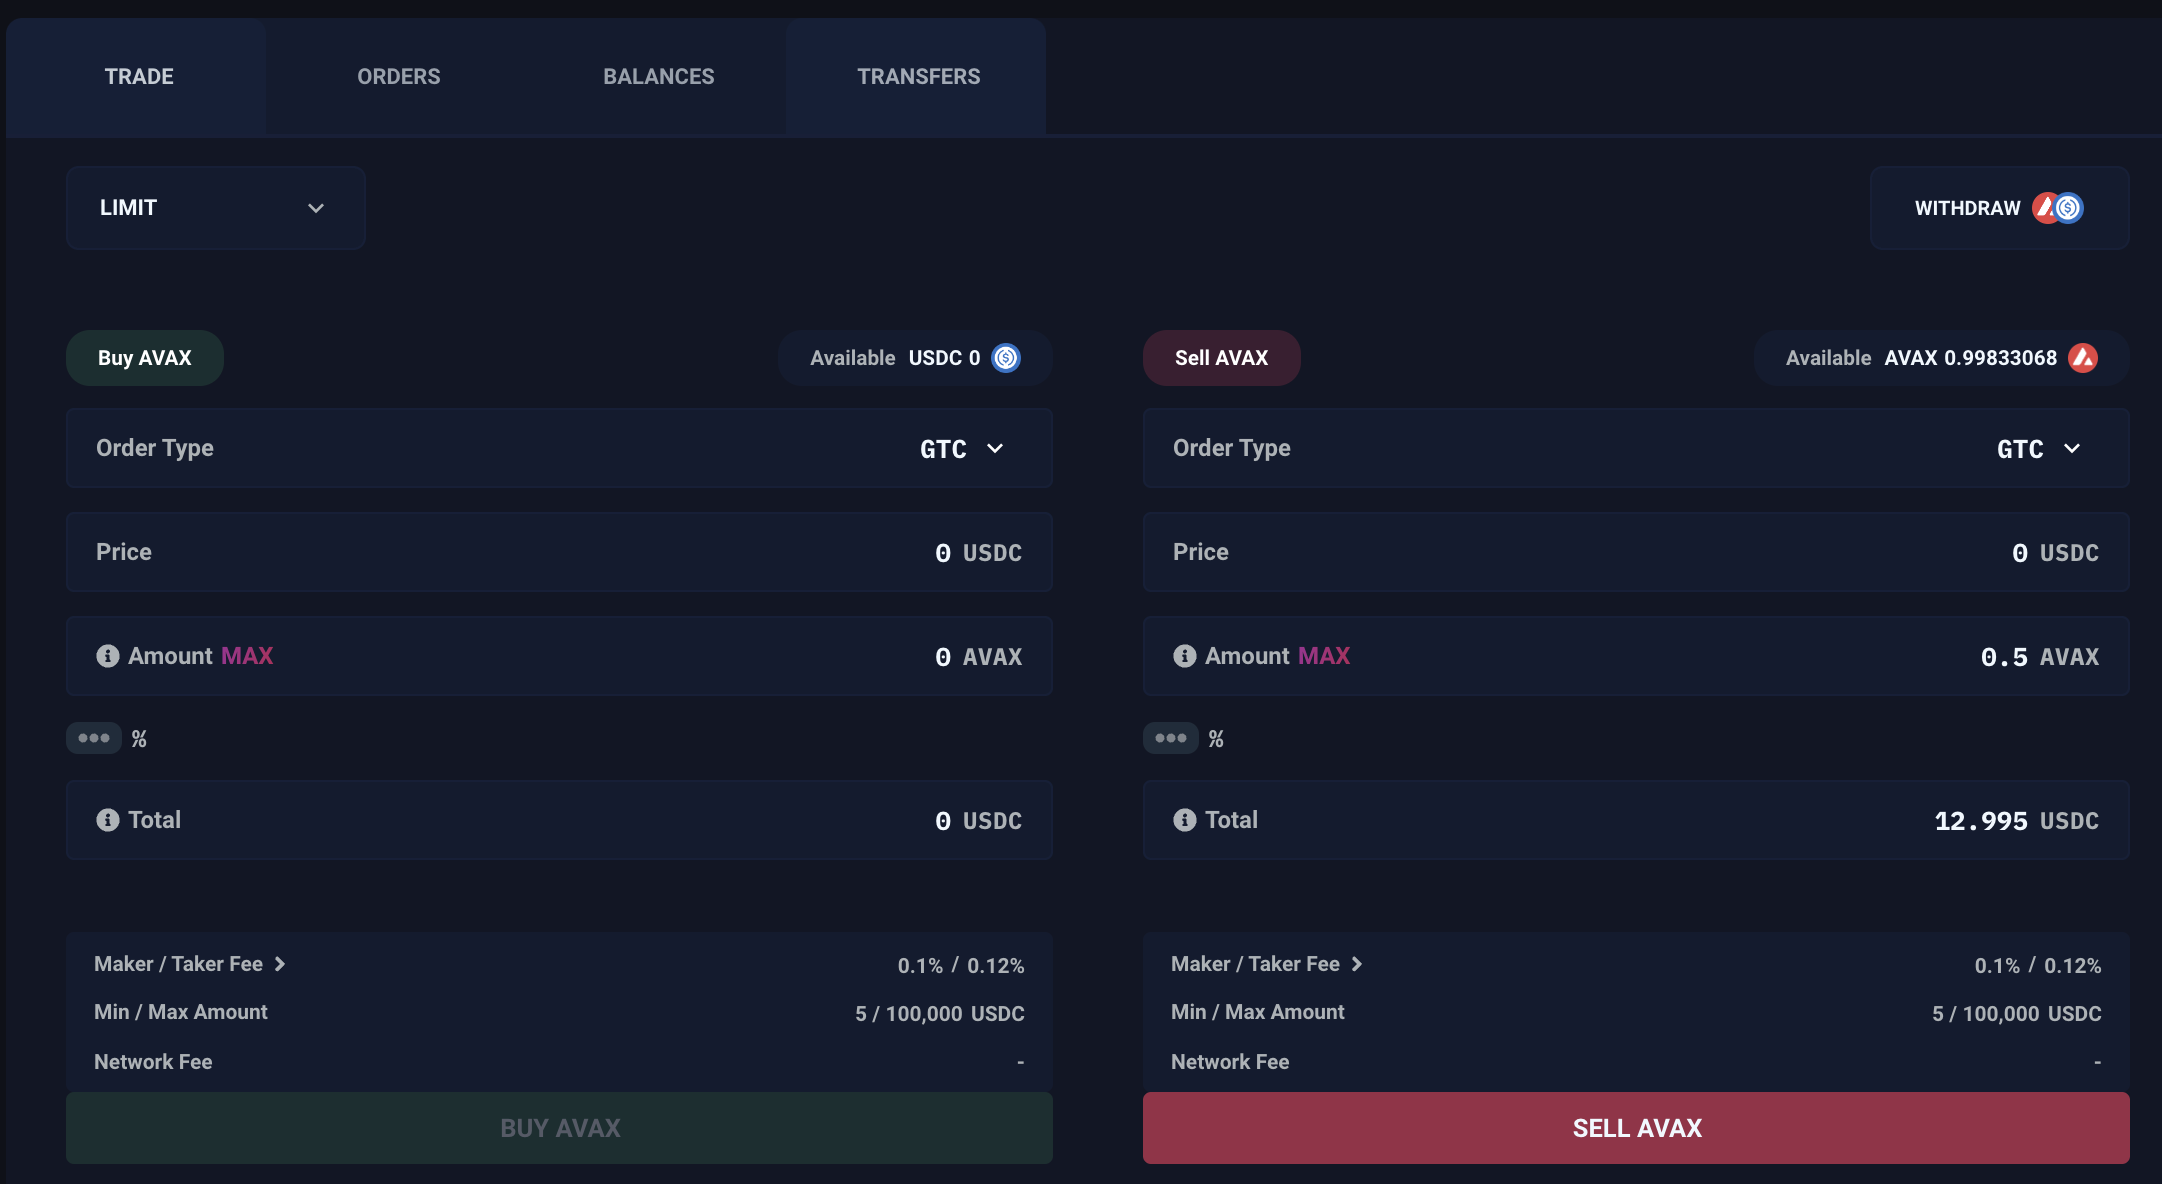 TRADE
ORDERS
BALANCES
TRANSFERS
LIMIT
WITHDRAW
Buy AVAX
Available USDC 0
Order Type GTC
Price 0 USDC
Amount MAX 0 AVAX
%
Total 0 USDC
Maker / Taker Fee 0.1% / 0.12%
Min / Max Amount 5 / 100,000 USDC
Network Fee -
BUY AVAX
Sell AVAX
Available AVAX 0.99833068
Order Type GTC
Price 0 USDC
Amount MAX 0.5 AVAX
%
Total 12.995 USDC
Maker / Taker Fee 0.1% / 0.12%
Min / Max Amount 5 / 100,000 USDC
Network Fee -
SELL AVAX